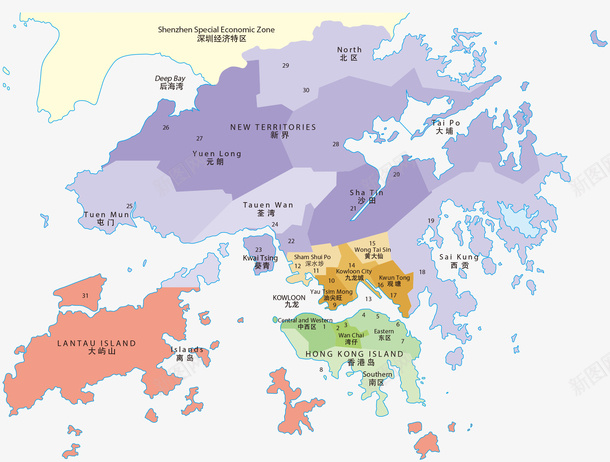 Shenzhen Special Economic Zone
深圳经济特区
North
北区
29
Deep Bay
后海湾
30
26
NEW TERRITORIES
新界
Tai Po
大埔
27
28
Yuen Long
元朗
20
Sha Tin
沙田
21
25
Tuen Mun
屯门
Tauen Wan
荃湾
24
19
22
23
Kwai Tsing
葵青
15
Wong Tai Sin
黄大仙
Sham Shui Po
深水埗
12
11
14
Kowloon City
九龙城
Sai Kung
西贡
18
10
Kwun Tong
观塘
16
17
Yau Tsim Mong
油尖旺
9
13
KOWLOON
九龙
31
Central and Western
中西区
1
2
3
4
Wan Chai
湾仔
5
6
Eastern
东区
7
LANTAU ISLAND
大屿山
Islands
离岛
HONG KONG ISLAND
香港岛
8
Southern
南区
新图网